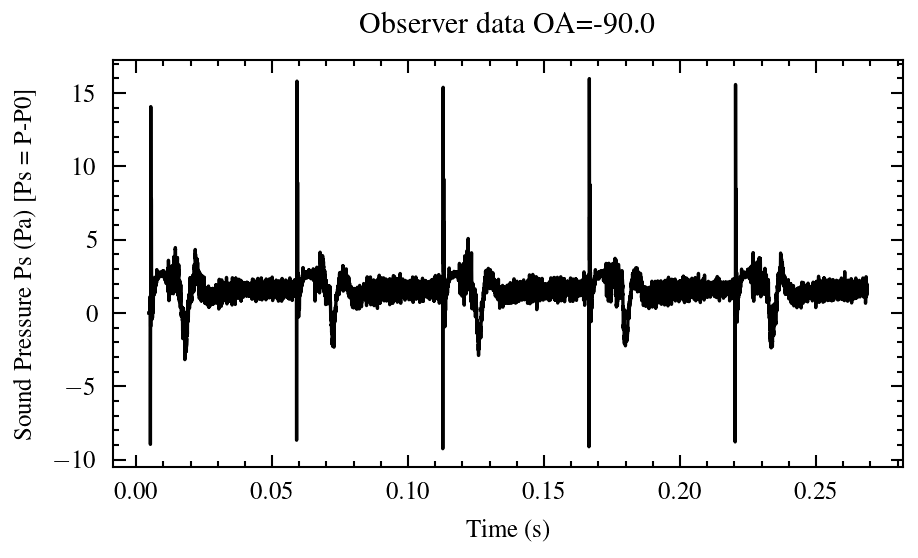 Observer data OA=-90.0
Sound Pressure Ps (Pa) [Ps = P-P0]
15
10
5
0
−5
−10
0.00 0.05 0.10 0.15 0.20 0.25
Time (s)